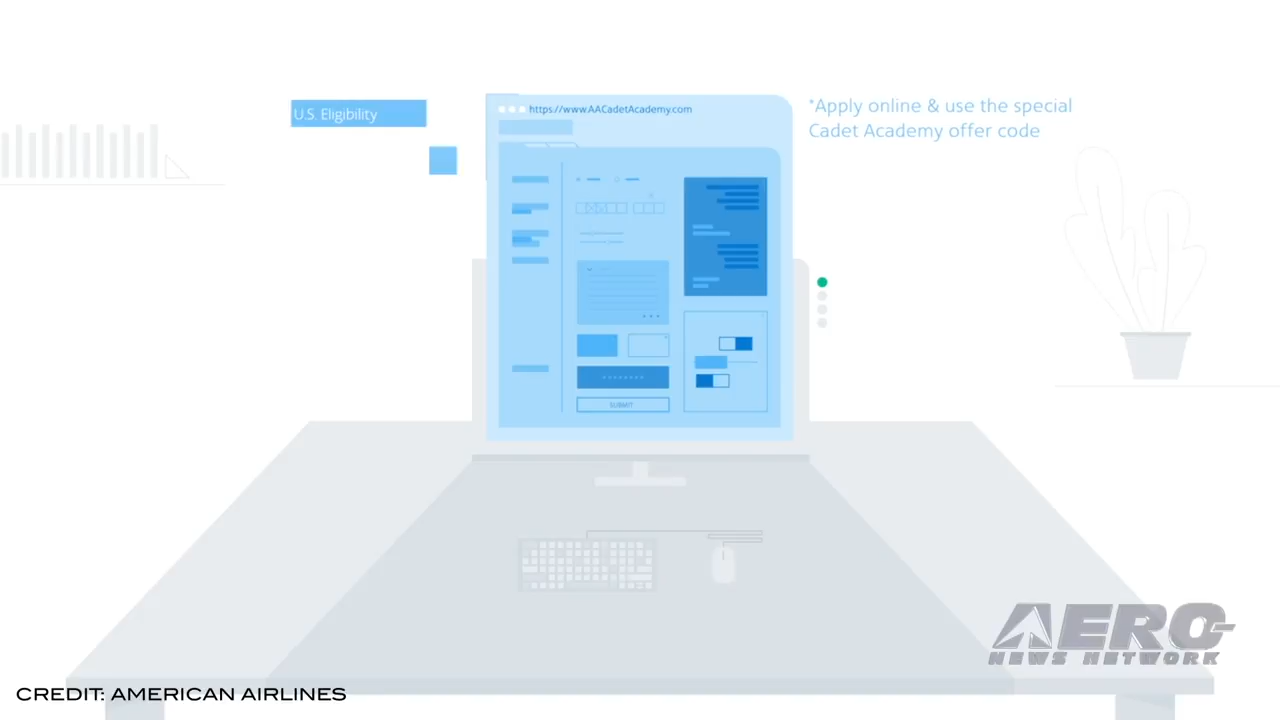 U.S. Eligibility
https://www.AACadetAcademy.com
*Apply online & use the special
Cadet Academy offer code
SUBMIT
AERO-
NEWS NETWORK
CREDIT: AMERICAN AIRLINES